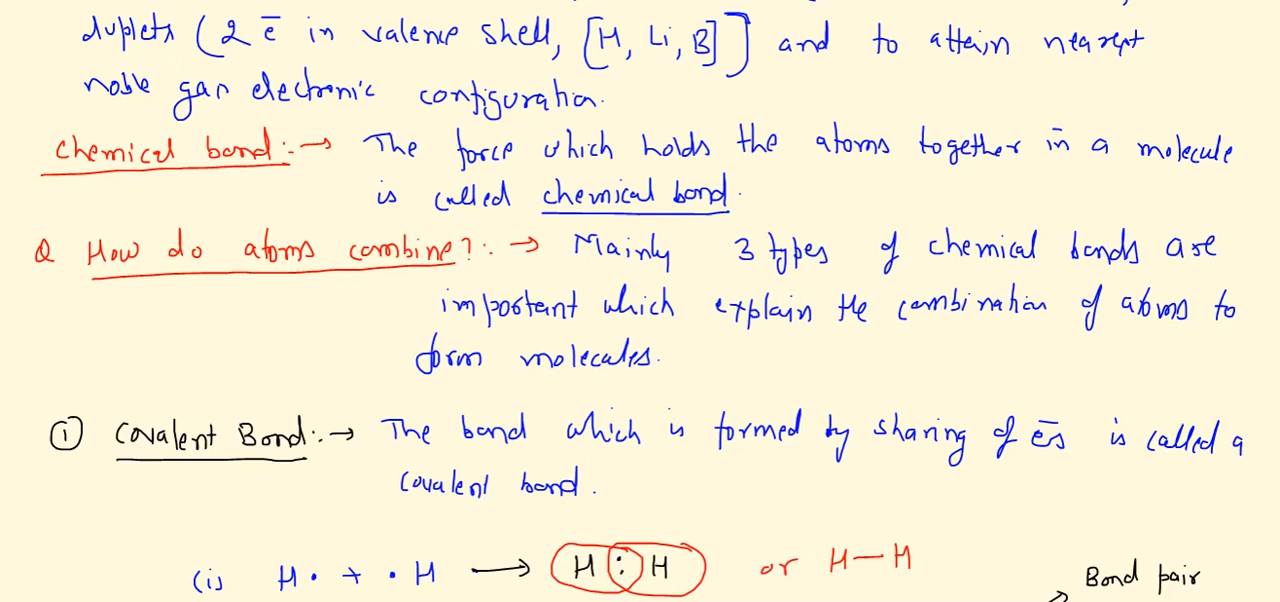 duplets (2 ē in valence shell, [H, Li, B]) and to attain nearest
noble gas electronic configuration.
Chemical bond :→ The force which holds the atoms together in a molecule
is called chemical bond.
Q How do atoms combine? :→ Mainly 3 types of chemical bonds are
important which explain the combination of atoms to
form molecules.
① Covalent Bond :→ The bond which is formed by sharing of ēs is called a
covalent bond.
(i) H• + •H → H : H or H—H
Bond pair